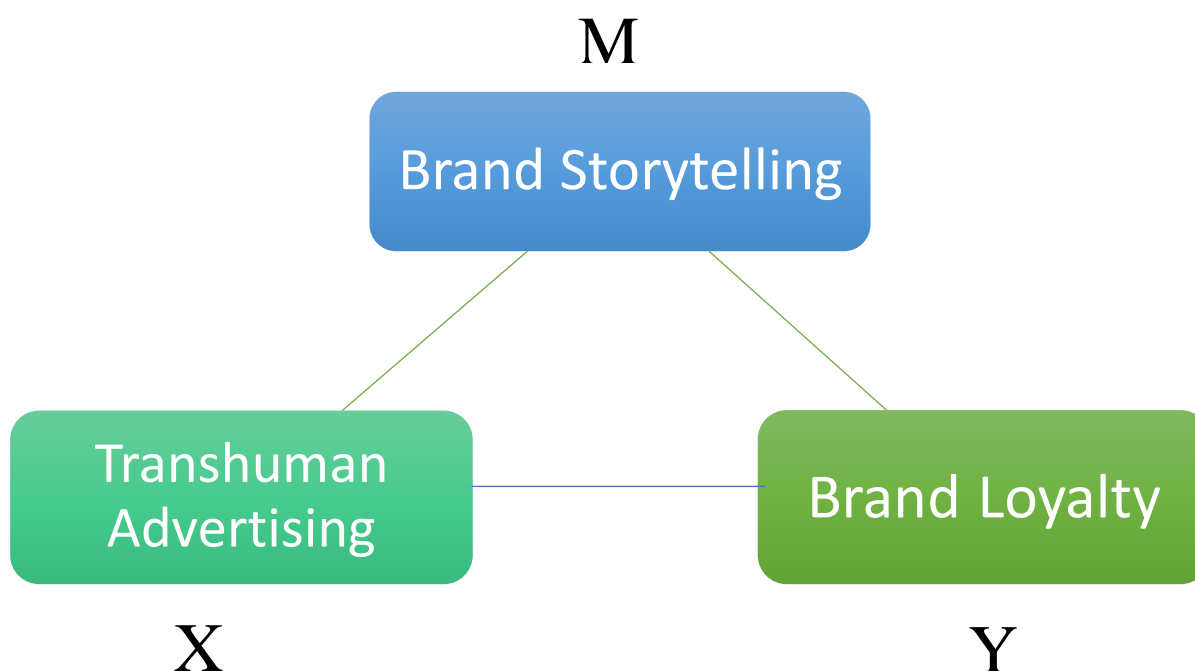 M
Brand Storytelling
Transhuman
Advertising
Brand Loyalty
X
Y